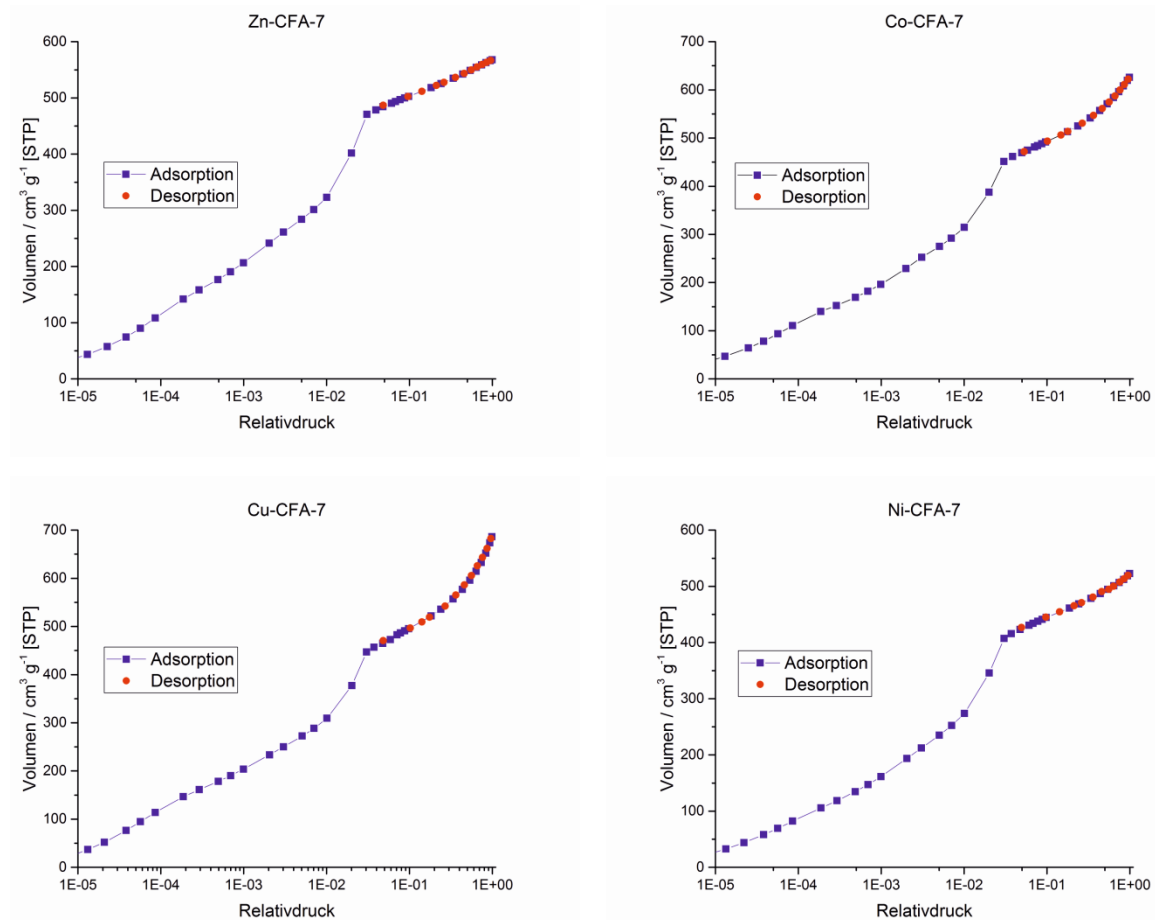 Zn-CFA-7
600
500
400
300
200
100
0
Volumen / cm³ g⁻¹ [STP]
Adsorption
Desorption
1E-05
1E-04
1E-03
1E-02
1E-01
1E+00
Relativdruck
Co-CFA-7
700
600
500
400
300
200
100
0
Volumen / cm³ g⁻¹ [STP]
Adsorption
Desorption
1E-05
1E-04
1E-03
1E-02
1E-01
1E+00
Relativdruck
Cu-CFA-7
700
600
500
400
300
200
100
0
Volumen / cm³ g⁻¹ [STP]
Adsorption
Desorption
1E-05
1E-04
1E-03
1E-02
1E-01
1E+00
Relativdruck
Ni-CFA-7
600
500
400
300
200
100
0
Volumen / cm³ g⁻¹ [STP]
Adsorption
Desorption
1E-05
1E-04
1E-03
1E-02
1E-01
1E+00
Relativdruck